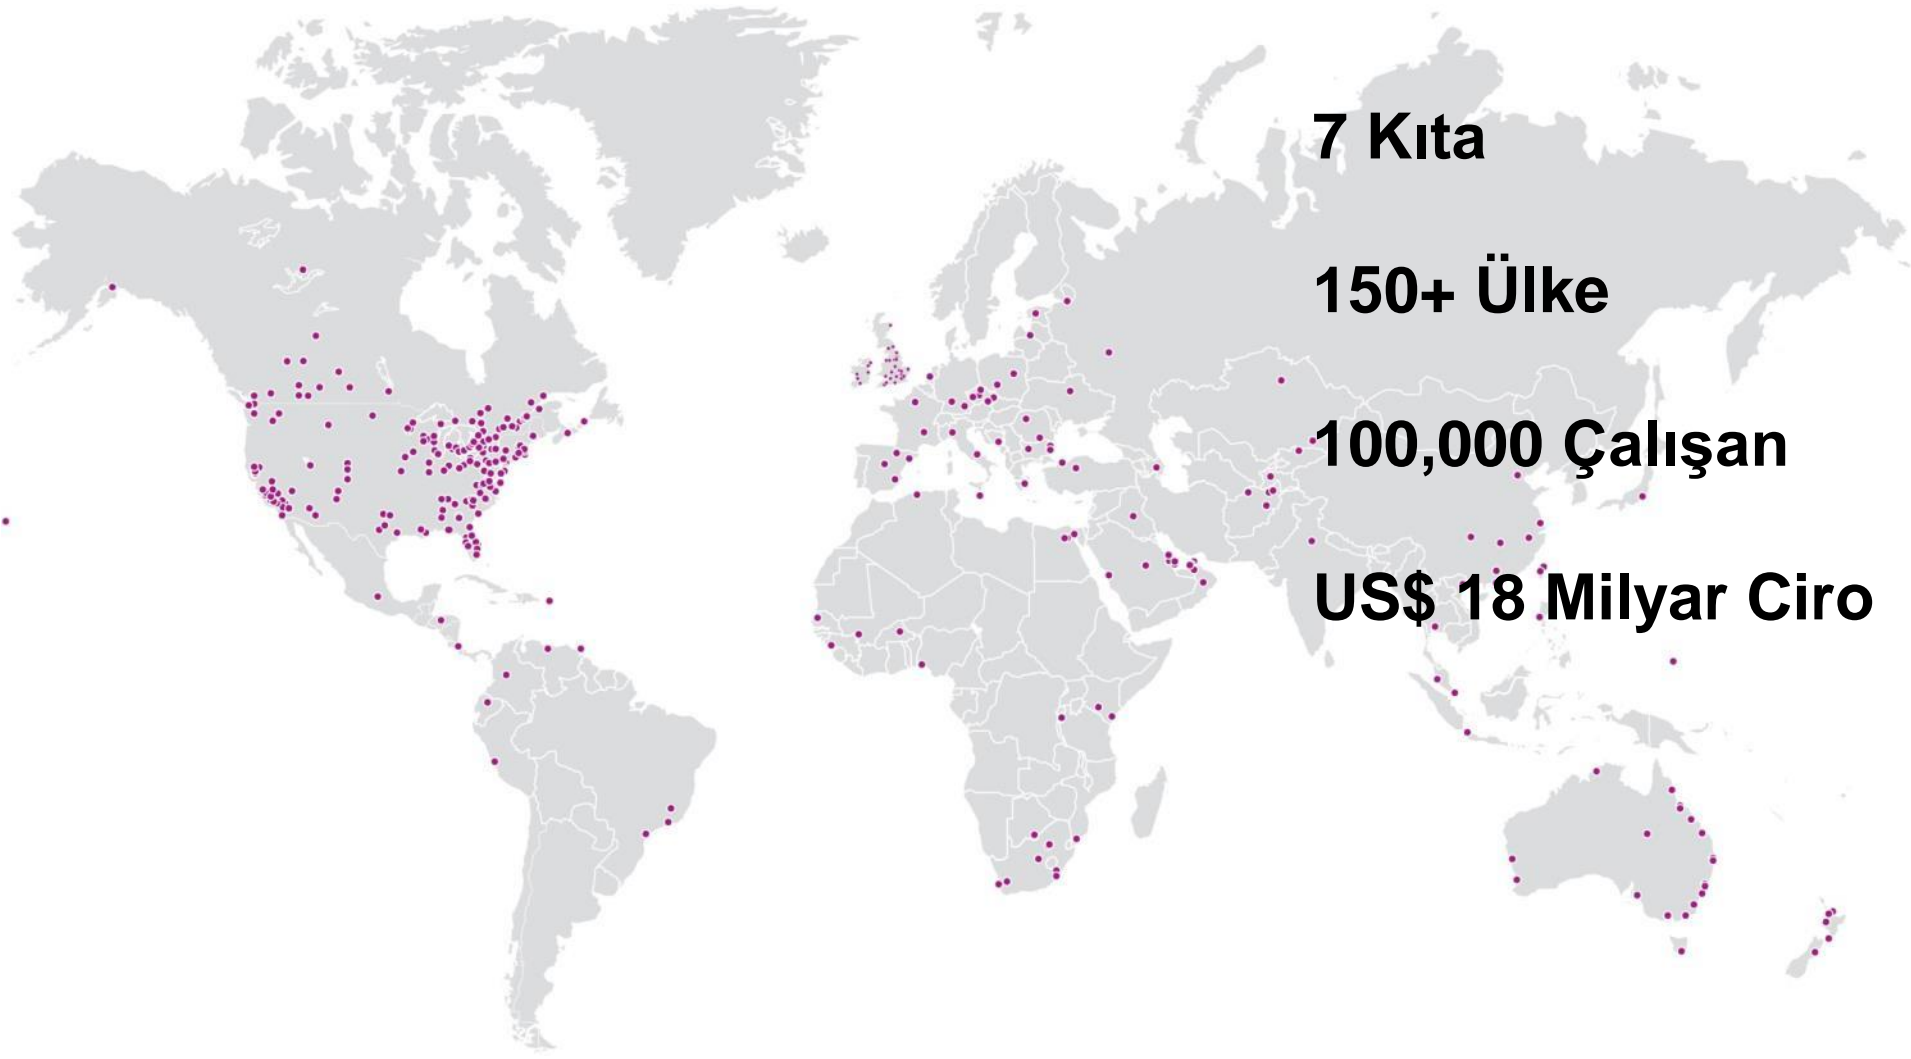 7 Kıta
150+ Ülke
100,000 Çalışan
US$ 18 Milyar Ciro